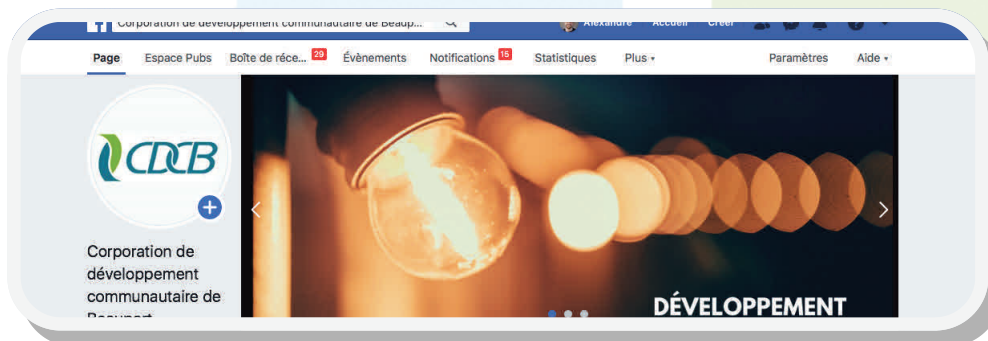 Corporation de développement communautaire de Beaup...
Alexandre Accueil Créer
Page Espace Pubs Boîte de réce... 29 Évènements Notifications 15 Statistiques Plus Paramètres Aide
CDCB
Corporation de
développement
communautaire de
Beauport
DÉVELOPPEMENT